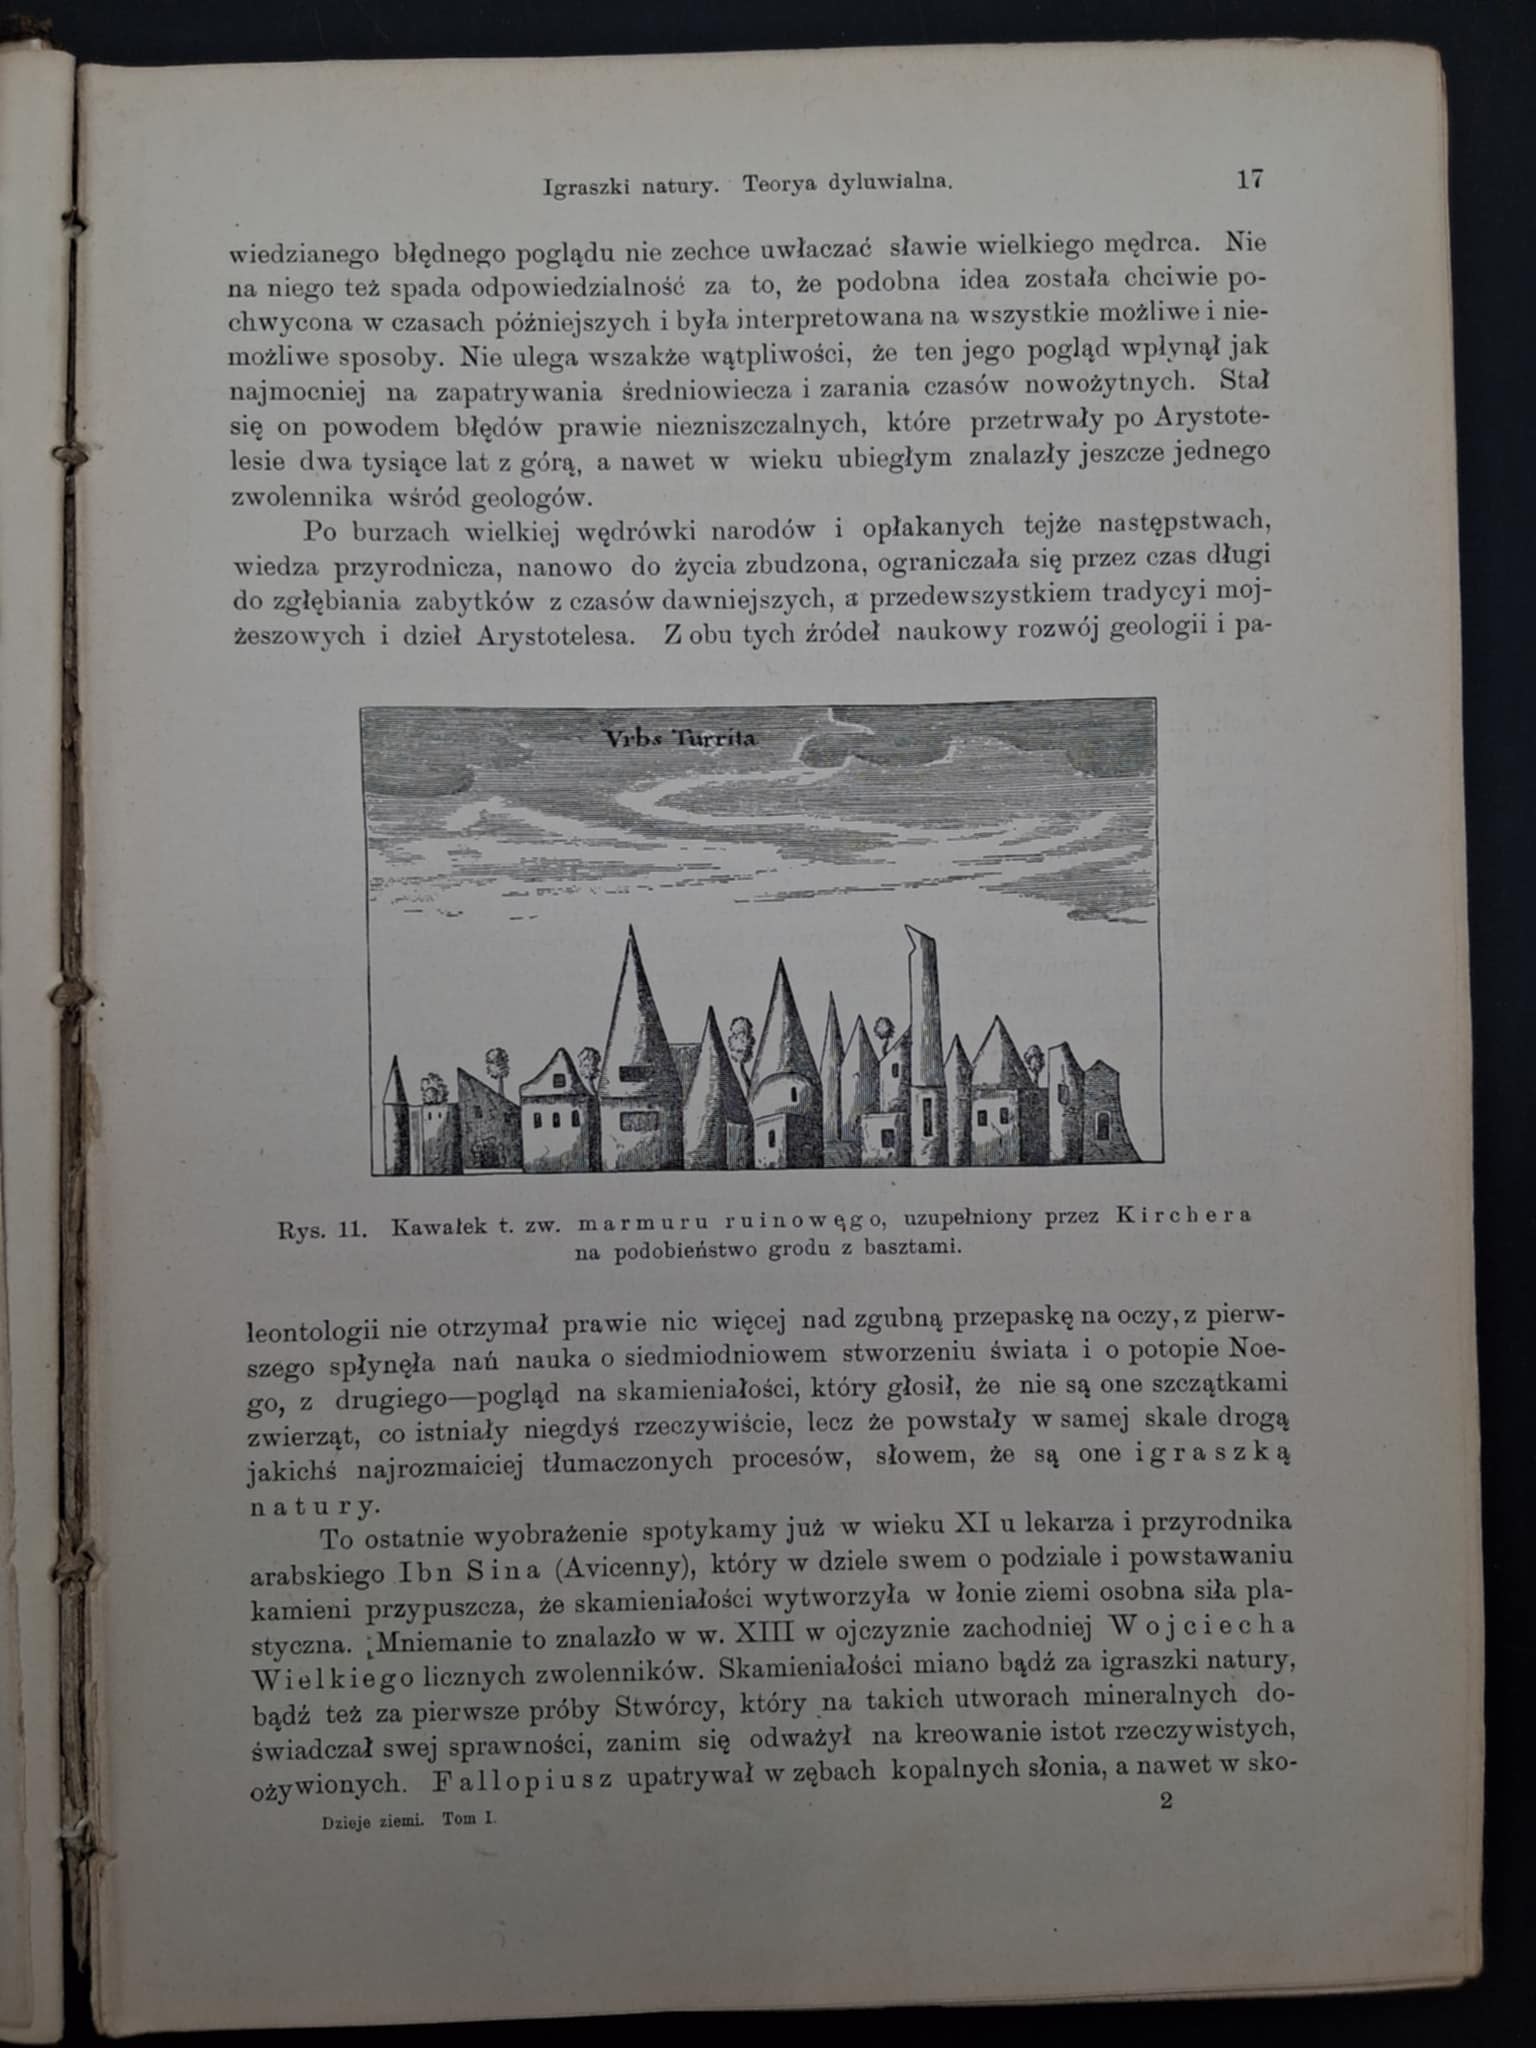 Igraszki natury. Teorya dyluwialna. 17
wiedzianego błędnego poglądu nie zechce uwłaczać sławie wielkiego mędrca. Nie
na niego też spada odpowiedzialność za to, że podobna idea została chciwie po-
chwycona w czasach późniejszych i była interpretowana na wszystkie możliwe i nie-
możliwe sposoby. Nie ulega wszakże wątpliwości, że ten jego pogląd wpłynął jak
najmocniej na zapatrywania średniowiecza i zarania czasów nowożytnych. Stał
się on powodem błędów prawie niezniszczalnych, które przetrwały po Arystote-
lesie dwa tysiące lat z górą, a nawet w wieku ubiegłym znalazły jeszcze jednego
zwolennika wśród geologów.
Po burzach wielkiej wędrówki narodów i opłakanych tejże następstwach,
wiedza przyrodnicza, nanowo do życia zbudzona, ograniczała się przez czas długi
do zgłębiania zabytków z czasów dawniejszych, a przedewszystkiem tradycyi moj-
żeszowych i dzieł Arystotelesa. Z obu tych źródeł naukowy rozwój geologii i pa-
Vrbs Turrita
Rys. 11. Kawałek t. zw. marmuru ruinowęgo, uzupełniony przez Kirchera
na podobieństwo grodu z basztami.
leontologii nie otrzymał prawie nic więcej nad zgubną przepaskę na oczy, z pierw-
szego spłynęła nań nauka o siedmiodniowem stworzeniu świata i o potopie Noe-
go, z drugiego—pogląd na skamieniałości, który głosił, że nie są one szczątkami
zwierząt, co istniały niegdyś rzeczywiście, lecz że powstały w samej skale drogą
jakichś najrozmaiciej tłumaczonych procesów, słowem, że są one igraszką
natury.
To ostatnie wyobrażenie spotykamy już w wieku XI u lekarza i przyrodnika
arabskiego Ibn Sina (Avicenny), który w dziele swem o podziale i powstawaniu
kamieni przypuszcza, że skamieniałości wytworzyła w łonie ziemi osobna siła pla-
styczna. Mniemanie to znalazło w w. XIII w ojczyznie zachodniej Wojciecha
Wielkiego licznych zwolenników. Skamieniałości miano bądź za igraszki natury,
bądź też za pierwsze próby Stwórcy, który na takich utworach mineralnych do-
świadczał swej sprawności, zanim się odważył na kreowanie istot rzeczywistych,
ożywionych. Fallopiusz upatrywał w zębach kopalnych słonia, a nawet w sko-
Dzieje ziemi. Tom I. 2